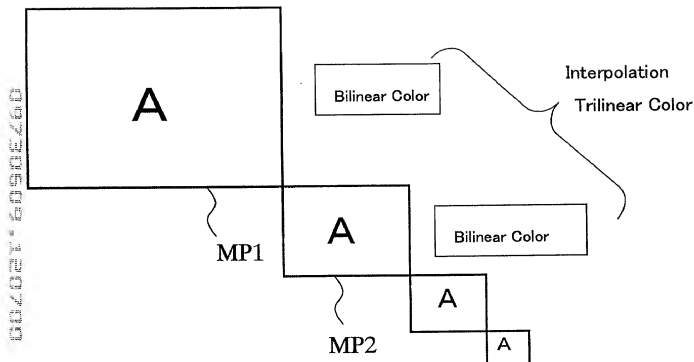 A
Bilinear Color
Interpolation
Trilinear Color
MP1
A
Bilinear Color
MP2
A
A